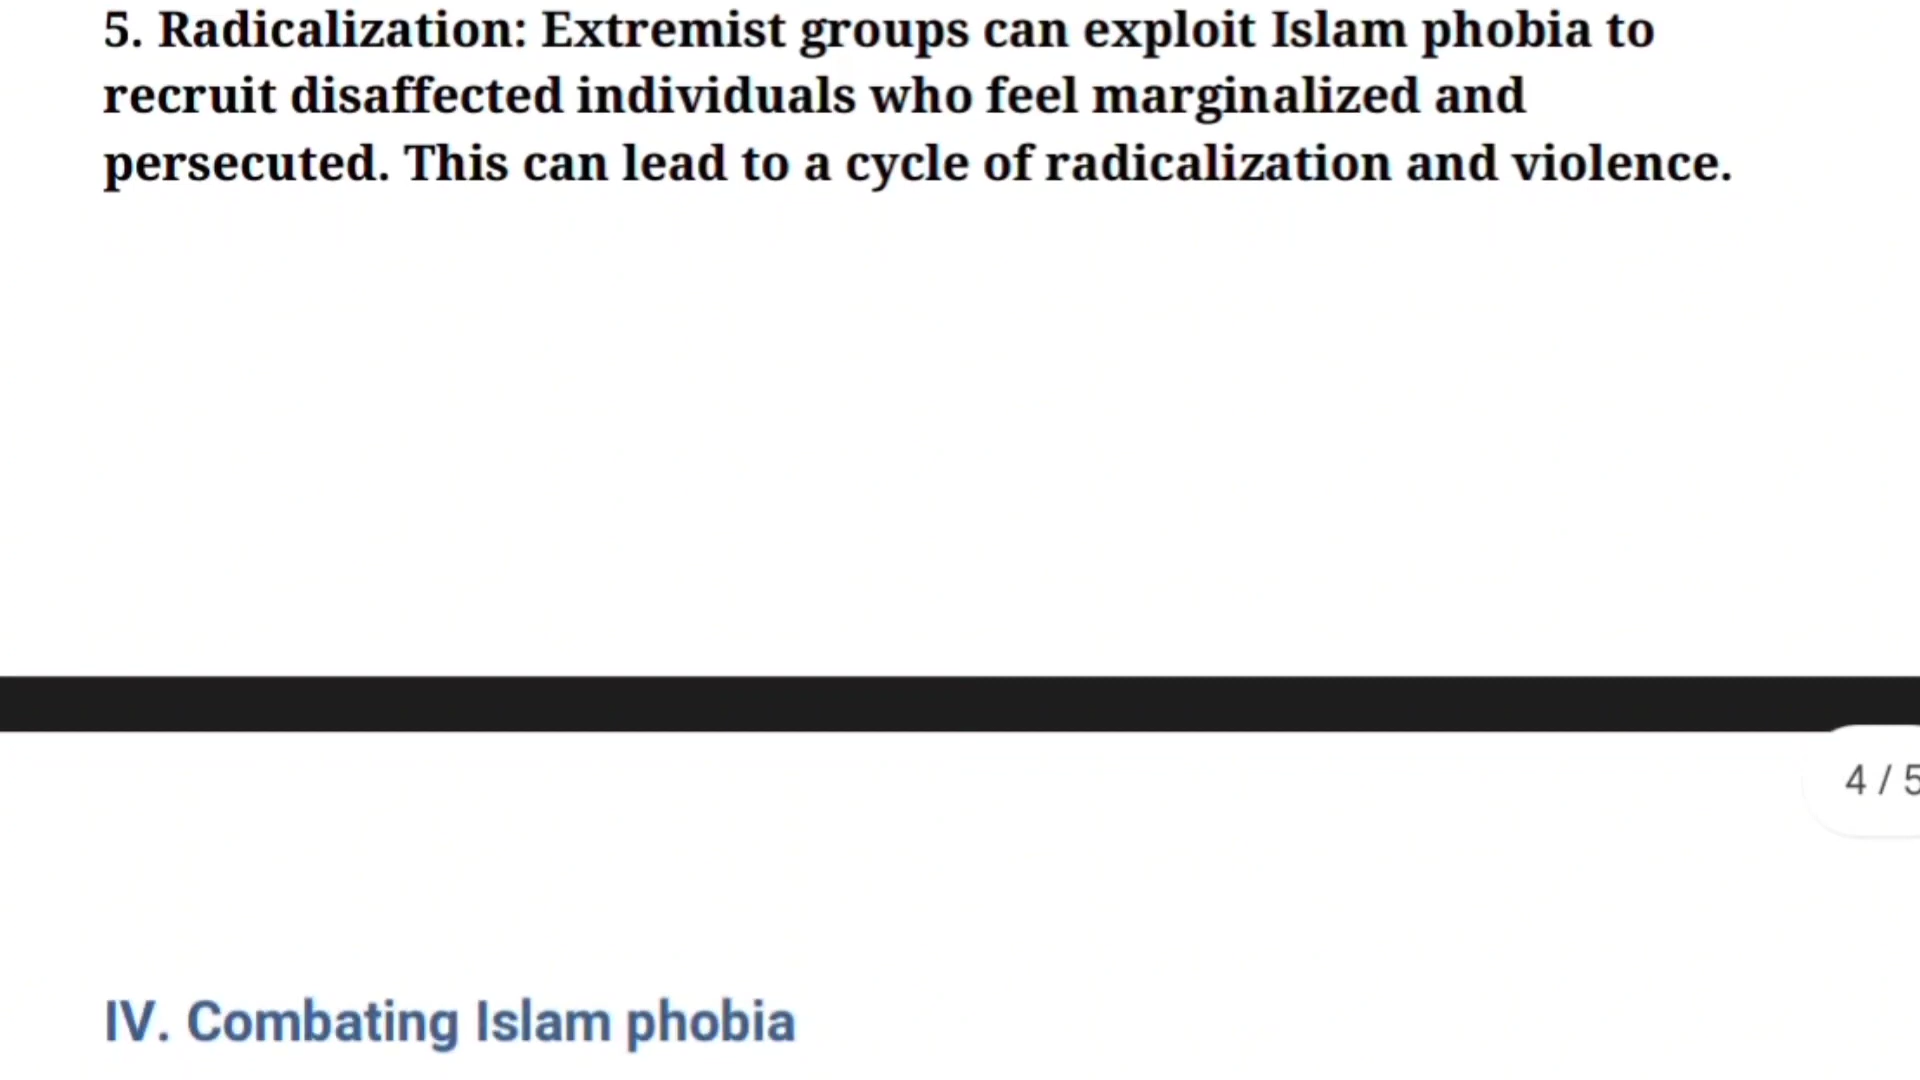 5. Radicalization: Extremist groups can exploit Islam phobia to
recruit disaffected individuals who feel marginalized and
persecuted. This can lead to a cycle of radicalization and violence.
4 / 5
IV. Combating Islam phobia